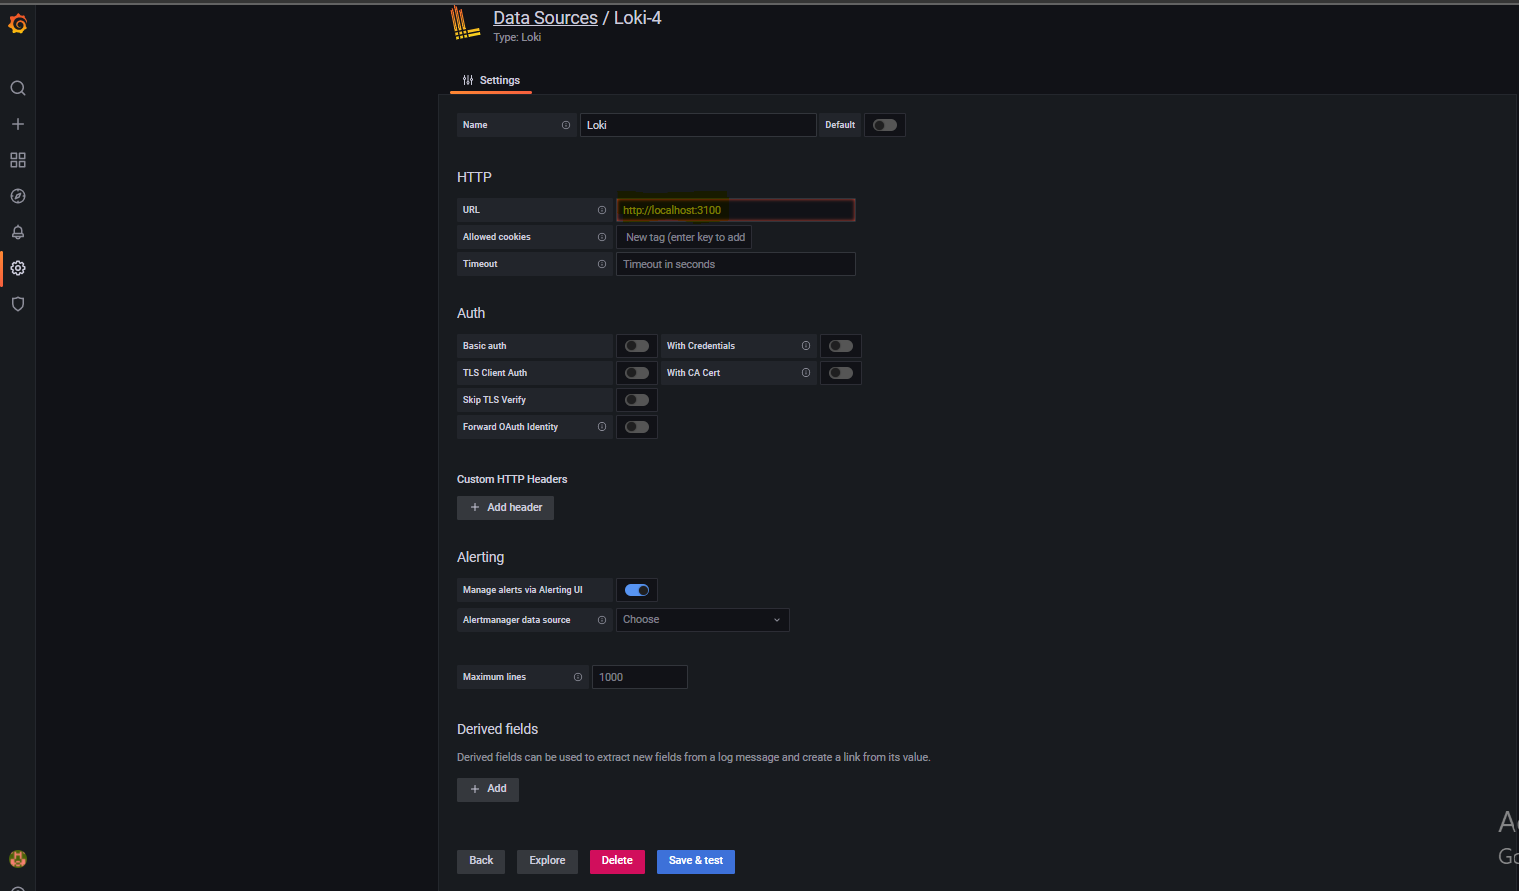 Data Sources / Loki-4
Type: Loki
Settings
Name Loki Default
HTTP
URL http://localhost:3100
Allowed cookies New tag (enter key to add
Timeout Timeout in seconds
Auth
Basic auth With Credentials
TLS Client Auth With CA Cert
Skip TLS Verify
Forward OAuth Identity
Custom HTTP Headers
+ Add header
Alerting
Manage alerts via Alerting UI
Alertmanager data source Choose
Maximum lines 1000
Derived fields
Derived fields can be used to extract new fields from a log message and create a link from its value.
+ Add
Back Explore Delete Save & test